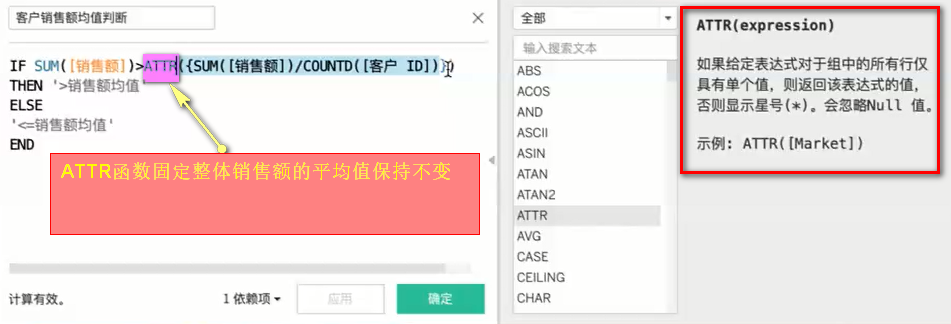 客户销售额均值判断
IF SUM([销售额])>ATTR({SUM([销售额])/COUNTD([客户 ID])})
THEN '>销售额均值'
ELSE
'<=销售额均值'
END
ATTR函数固定整体销售额的平均值保持不变
计算有效。
1 依赖项
应用
确定
全部
输入搜索文本
ABS
ACOS
AND
ASCII
ASIN
ATAN
ATAN2
ATTR
AVG
CASE
CEILING
CHAR
ATTR(expression)
如果给定表达式对于组中的所有行仅
具有单个值，则返回该表达式的值，
否则显示星号(*)。会忽略Null 值。
示例: ATTR([Market])